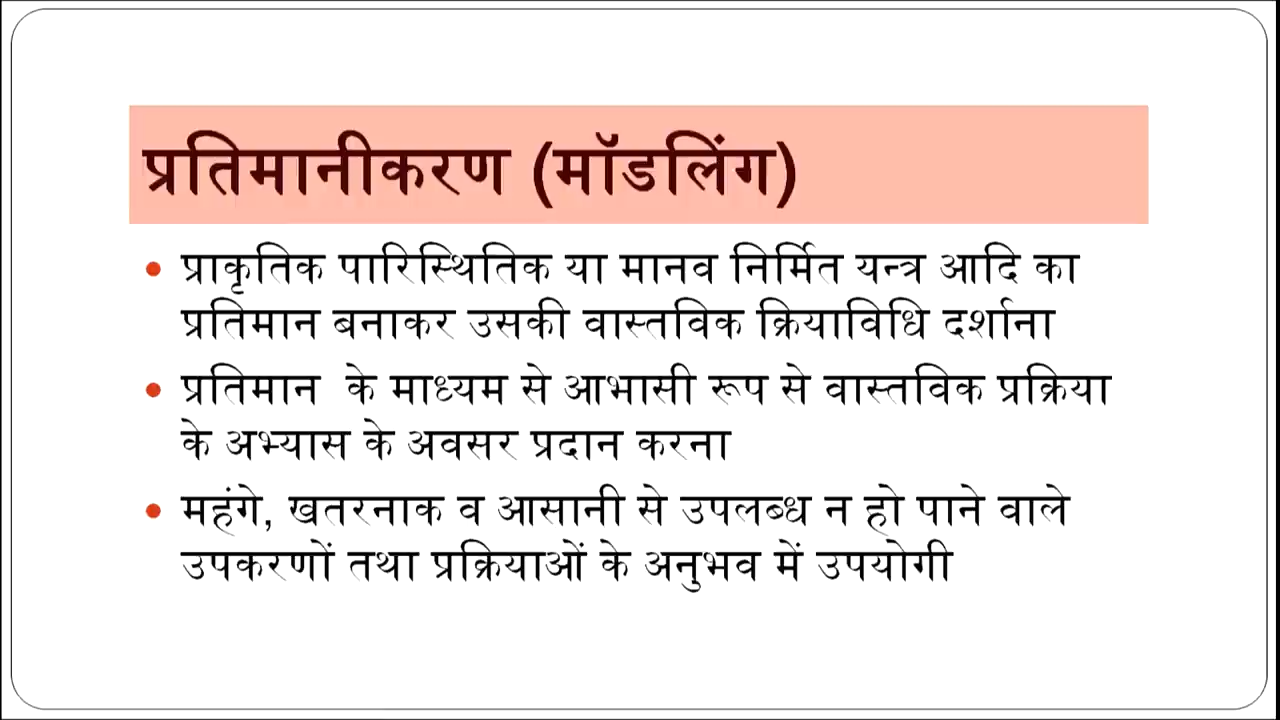 प्रतिमानीकरण (मॉडलिंग)
• प्राकृतिक पारिस्थितिक या मानव निर्मित यन्त्र आदि का
प्रतिमान बनाकर उसकी वास्तविक क्रियाविधि दर्शाना
• प्रतिमान के माध्यम से आभासी रूप से वास्तविक प्रक्रिया
के अभ्यास के अवसर प्रदान करना
• महंगे, खतरनाक व आसानी से उपलब्ध न हो पाने वाले
उपकरणों तथा प्रक्रियाओं के अनुभव में उपयोगी